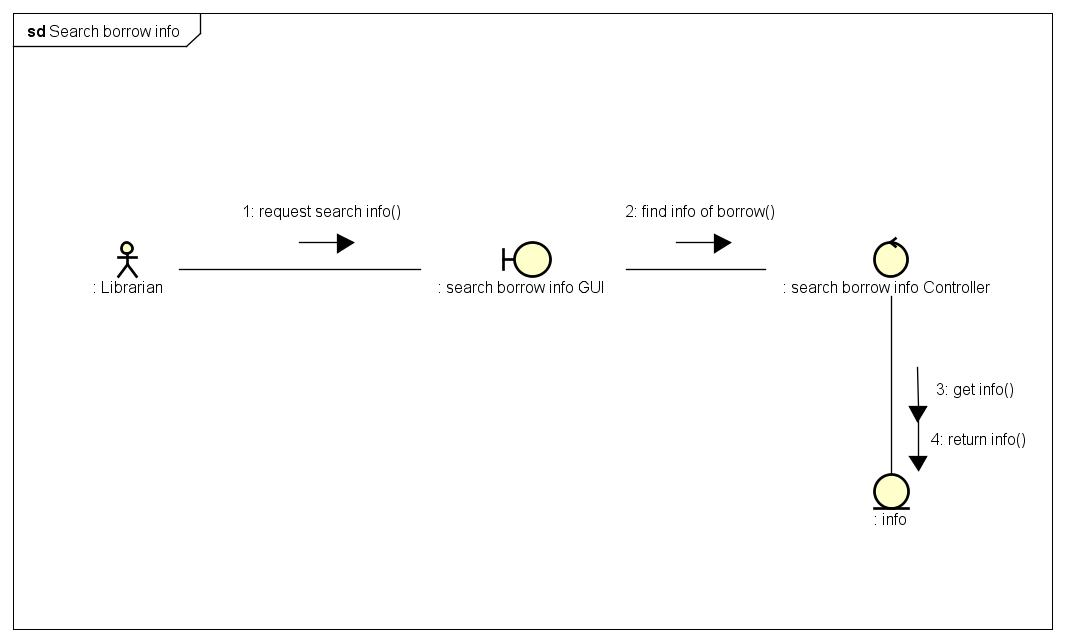 sd Search borrow info
1: request search info()
2: find info of borrow()
: Librarian
: search borrow info GUI
: search borrow info Controller
3: get info()
4: return info()
: info